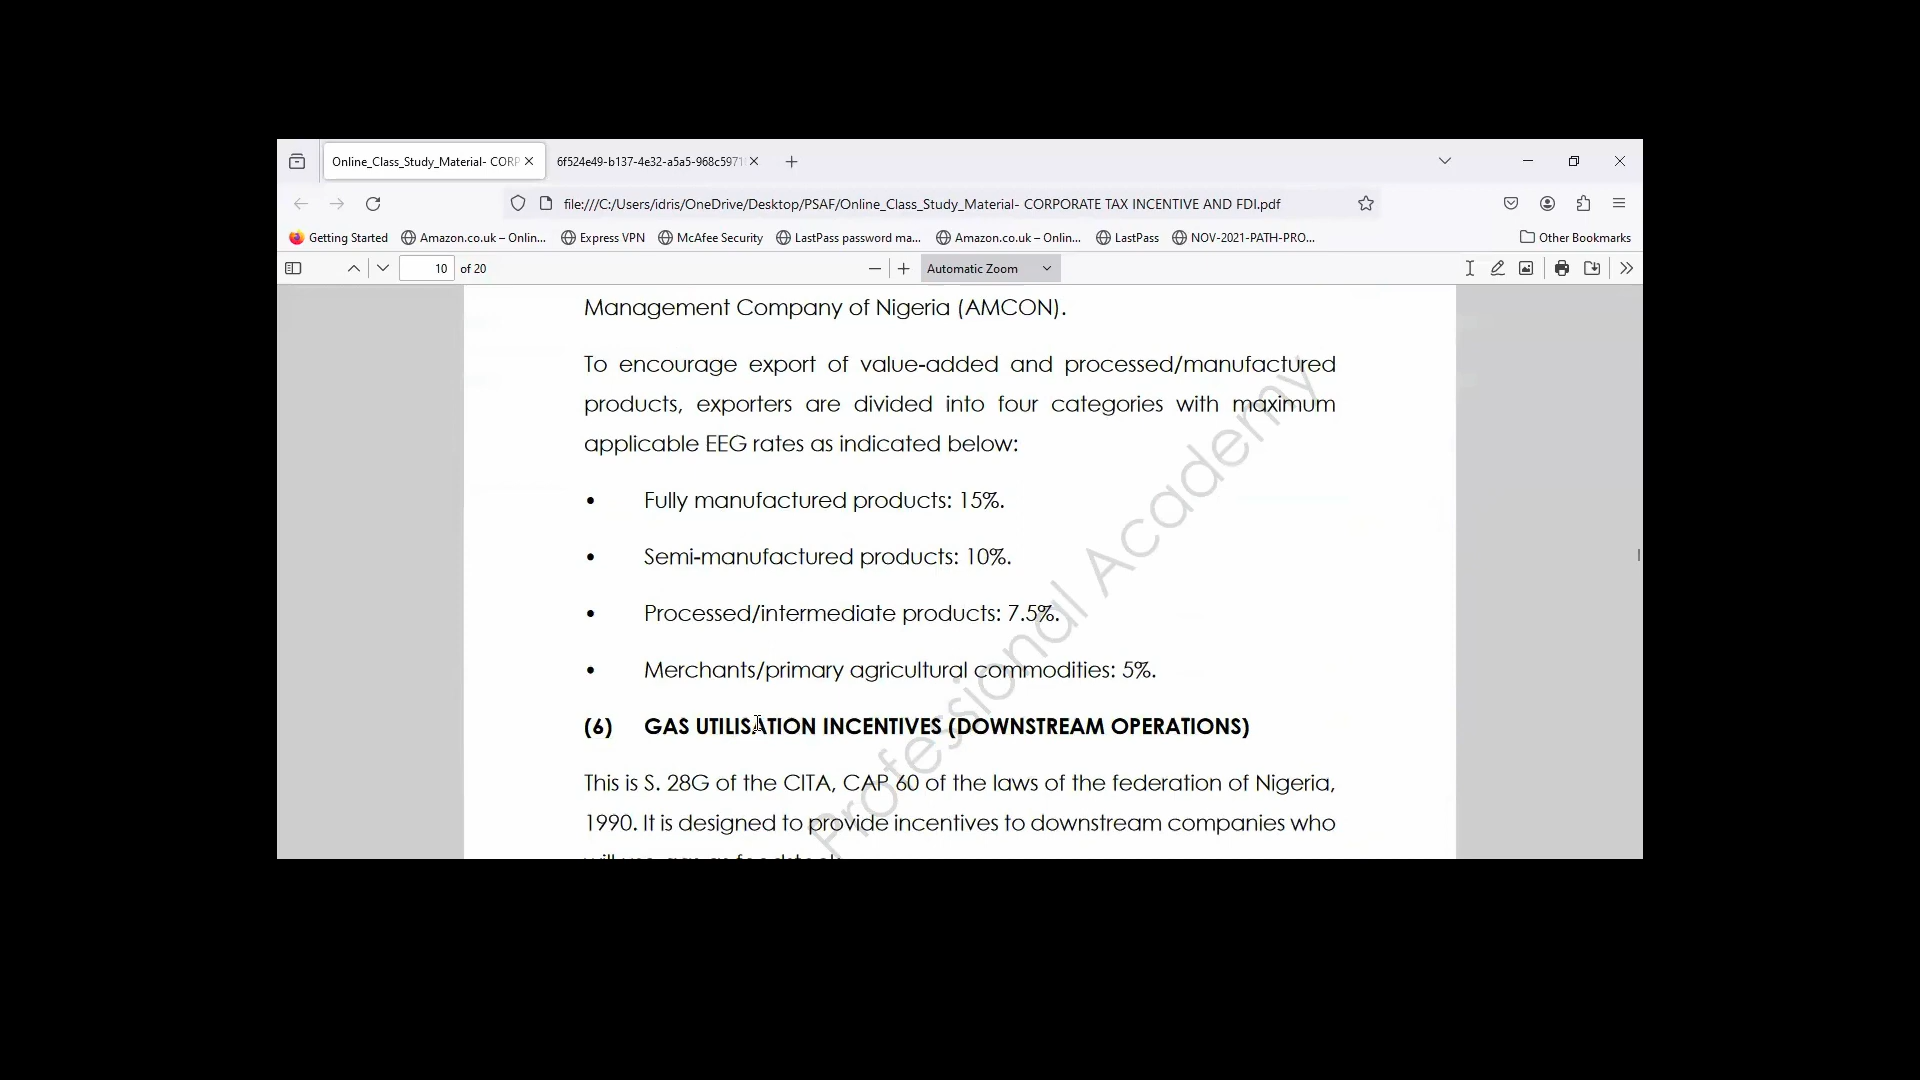 Online_Class_Study_Material- CORP
6f524e49-b137-4e32-a5a5-968c5971
file:///C:/Users/idris/OneDrive/Desktop/PSAF/Online_Class_Study_Material- CORPORATE TAX INCENTIVE AND FDI.pdf
Getting Started Amazon.co.uk – Onlin... Express VPN McAfee Security LastPass password ma... Amazon.co.uk – Onlin... LastPass NOV-2021-PATH-PRO... Other Bookmarks
10 of 20 Automatic Zoom
Management Company of Nigeria (AMCON).
To encourage export of value-added and processed/manufactured
products, exporters are divided into four categories with maximum
applicable EEG rates as indicated below:
• Fully manufactured products: 15%.
• Semi-manufactured products: 10%.
• Processed/intermediate products: 7.5%.
• Merchants/primary agricultural commodities: 5%.
(6) GAS UTILISATION INCENTIVES (DOWNSTREAM OPERATIONS)
This is S. 28G of the CITA, CAP 60 of the laws of the federation of Nigeria,
1990. It is designed to provide incentives to downstream companies who
Professional Academy